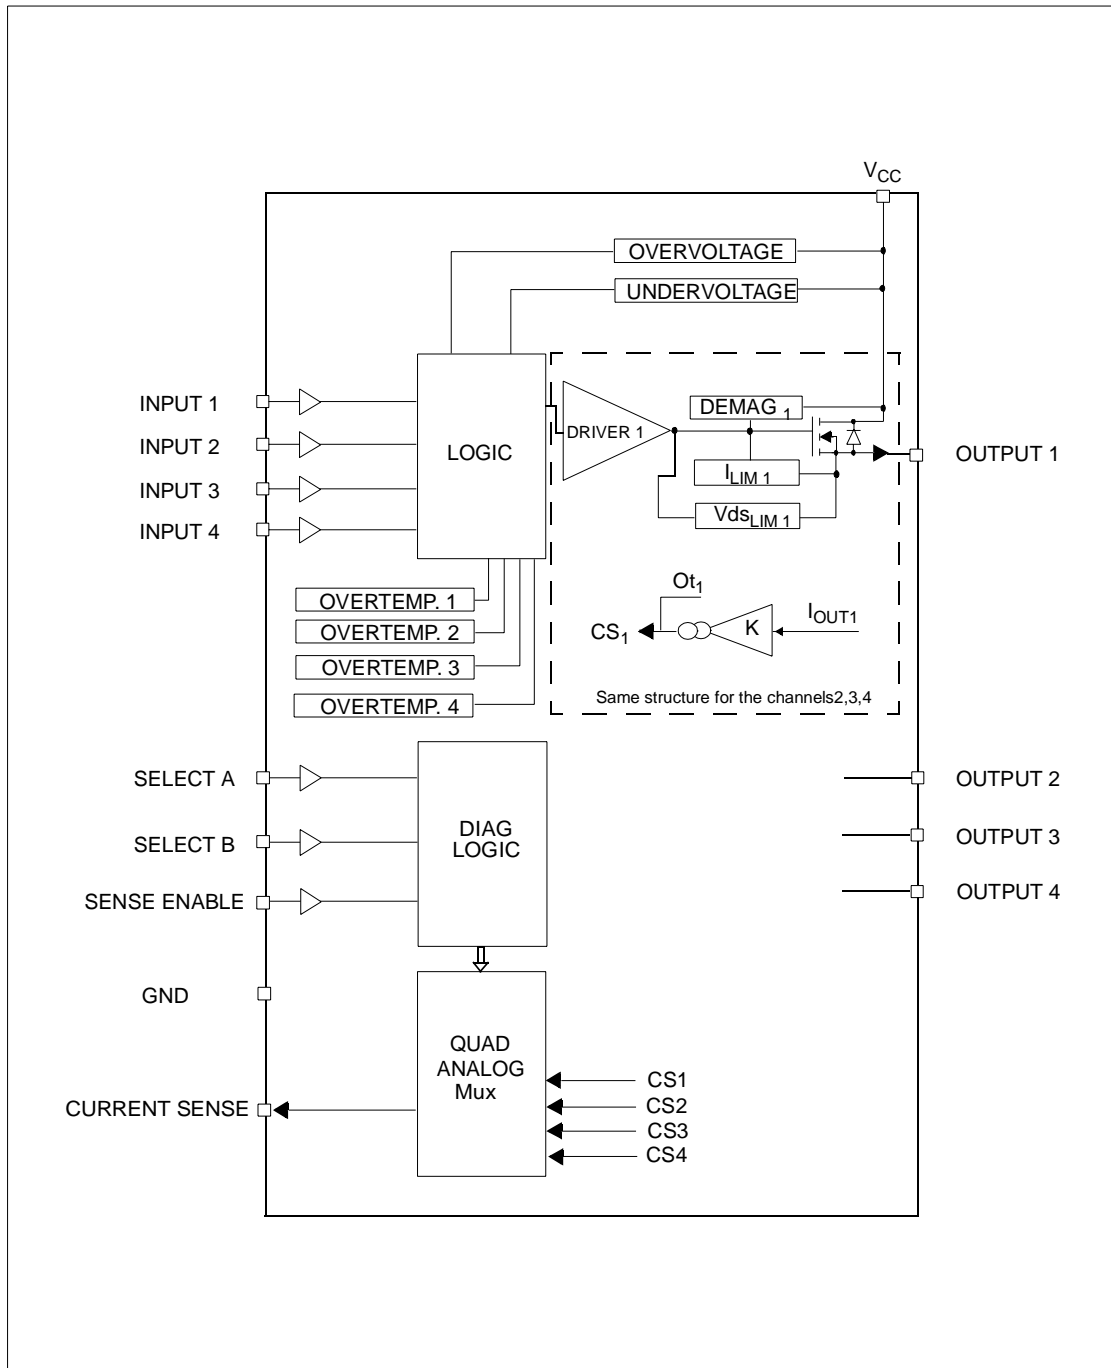 VCC
OVERVOLTAGE
UNDERVOLTAGE
INPUT 1
INPUT 2
INPUT 3
INPUT 4
LOGIC
DRIVER 1
DEMAG 1
ILIM 1
VdsLIM 1
OUTPUT 1
OVERTEMP. 1
OVERTEMP. 2
OVERTEMP. 3
OVERTEMP. 4
Ot1
CS1
K
IOUT1
Same structure for the channels2,3,4
SELECT A
SELECT B
SENSE ENABLE
DIAG
LOGIC
OUTPUT 2
OUTPUT 3
OUTPUT 4
GND
CURRENT SENSE
QUAD
ANALOG
Mux
CS1
CS2
CS3
CS4